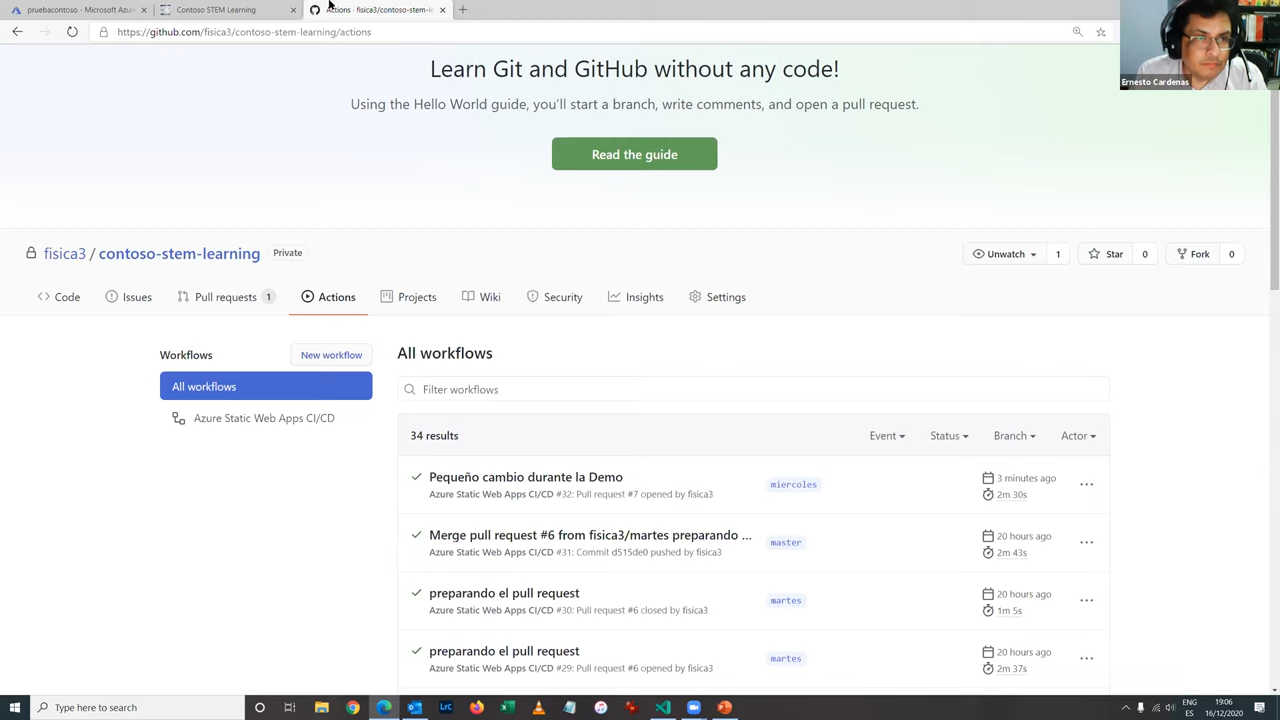 pruebacontoso - Microsoft Azu
Contoso STEM Learning
Actions · fisica3/contoso-stem-le
https://github.com/fisica3/contoso-stem-learning/actions
Ernesto Cardenas
Learn Git and GitHub without any code!
Using the Hello World guide, you'll start a branch, write comments, and open a pull request.
Read the guide
fisica3 / contoso-stem-learning Private
Unwatch 1 Star 0 Fork 0
Code Issues Pull requests 1 Actions Projects Wiki Security Insights Settings
Workflows New workflow
All workflows
Azure Static Web Apps CI/CD
All workflows
Filter workflows
34 results Event Status Branch Actor
Pequeño cambio durante la Demo
Azure Static Web Apps CI/CD #32: Pull request #7 opened by fisica3
miercoles
3 minutes ago
2m 30s
Merge pull request #6 from fisica3/martes preparando ...
Azure Static Web Apps CI/CD #31: Commit d515de0 pushed by fisica3
master
20 hours ago
2m 43s
preparando el pull request
Azure Static Web Apps CI/CD #30: Pull request #6 closed by fisica3
martes
20 hours ago
1m 5s
preparando el pull request
Azure Static Web Apps CI/CD #29: Pull request #6 opened by fisica3
martes
20 hours ago
2m 37s
Type here to search
LrC
ENG
ES
19:06
16/12/2020